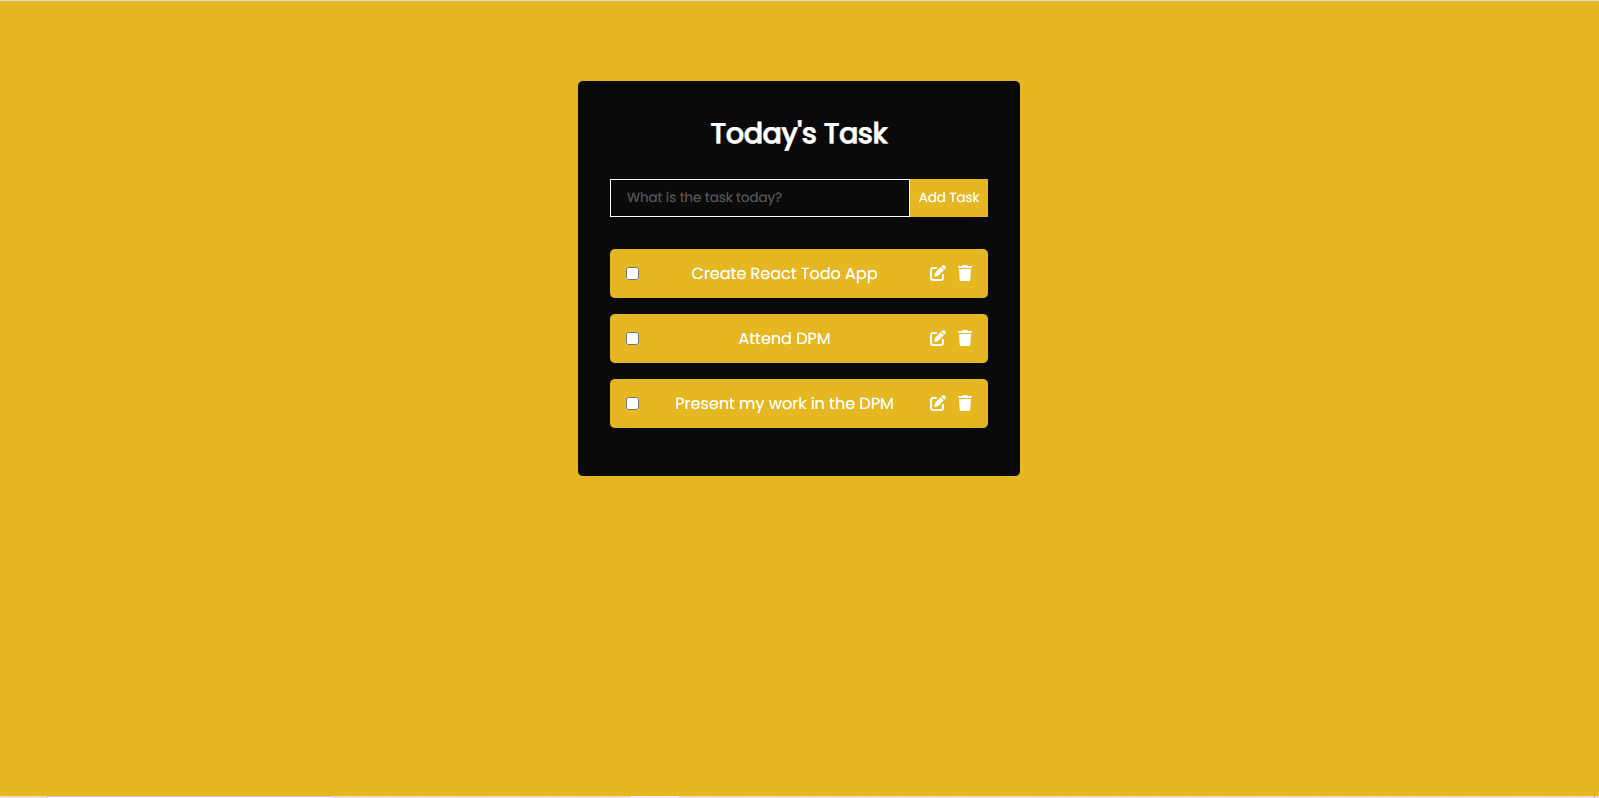 Today's Task
What is the task today?
Add Task
Create React Todo App
Attend DPM
Present my work in the DPM